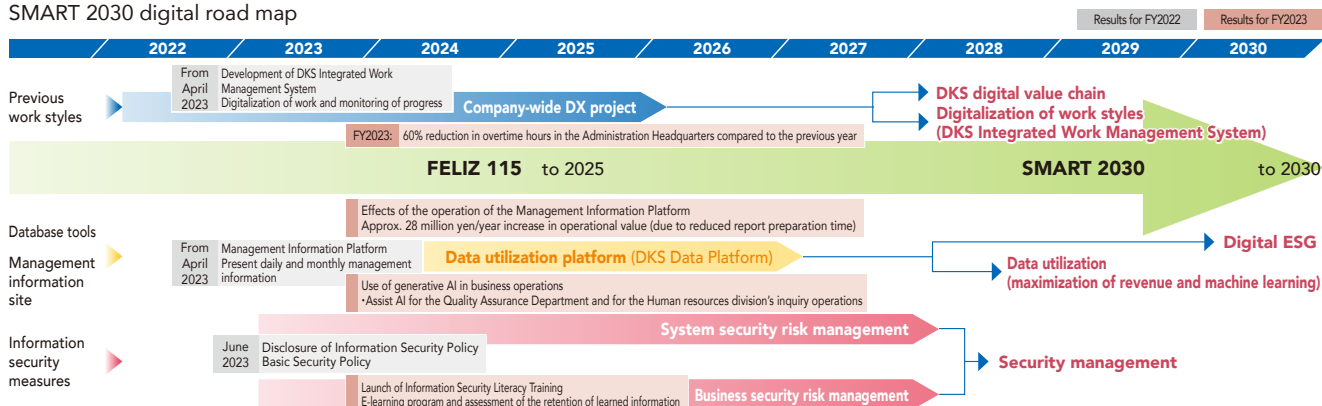 SMART 2030 digital road map
Results for FY2022
Results for FY2023
2022
2023
2024
2025
2026
2027
2028
2029
2030
Previous
work styles
From
April
2023
Development of DKS Integrated Work
Management System
Digitalization of work and monitoring of progress
Company-wide DX project
DKS digital value chain
Digitalization of work styles
(DKS Integrated Work Management System)
FY2023:
60% reduction in overtime hours in the Administration Headquarters compared to the previous year
FELIZ 115 to 2025
SMART 2030
to 2030
Effects of the operation of the Management Information Platform
Approx. 28 million yen/year increase in operational value (due to reduced report preparation time)
Database tools
Management
information
site
From
April
2023
Management Information Platform
Present daily and monthly management
information
Data utilization platform (DKS Data Platform)
Digital ESG
Data utilization
(maximization of revenue and machine learning)
Use of generative AI in business operations
・Assist AI for the Quality Assurance Department and for the Human resources division's inquiry operations
Information
security
measures
System security risk management
June
2023
Disclosure of Information Security Policy
Basic Security Policy
Security management
Launch of Information Security Literacy Training
E-learning program and assessment of the retention of learned information
Business security risk management